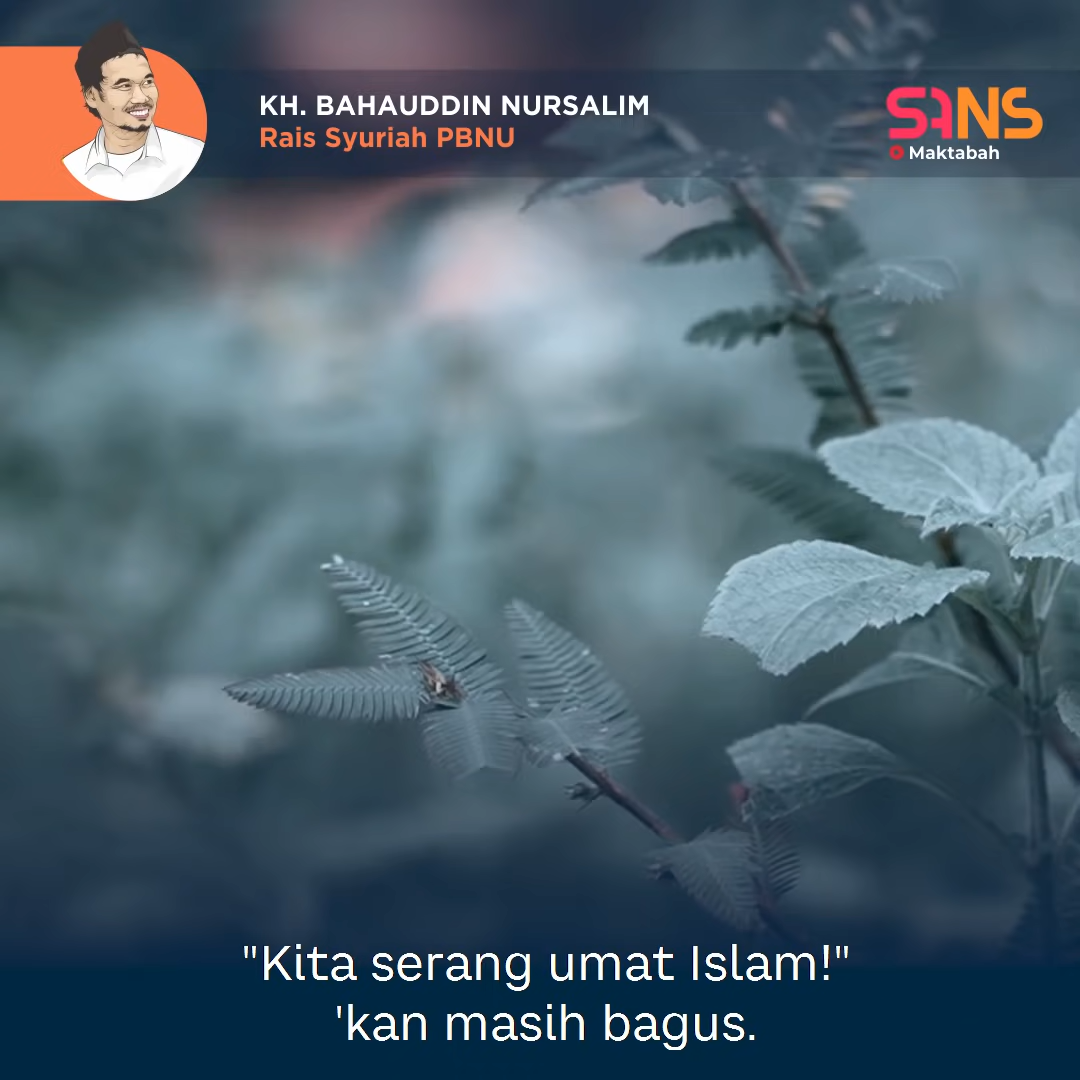 KH. BAHAUDDIN NURSALIM
Rais Syuriah PBNU
SANS
Maktabah
"Kita serang umat Islam!"
'kan masih bagus.